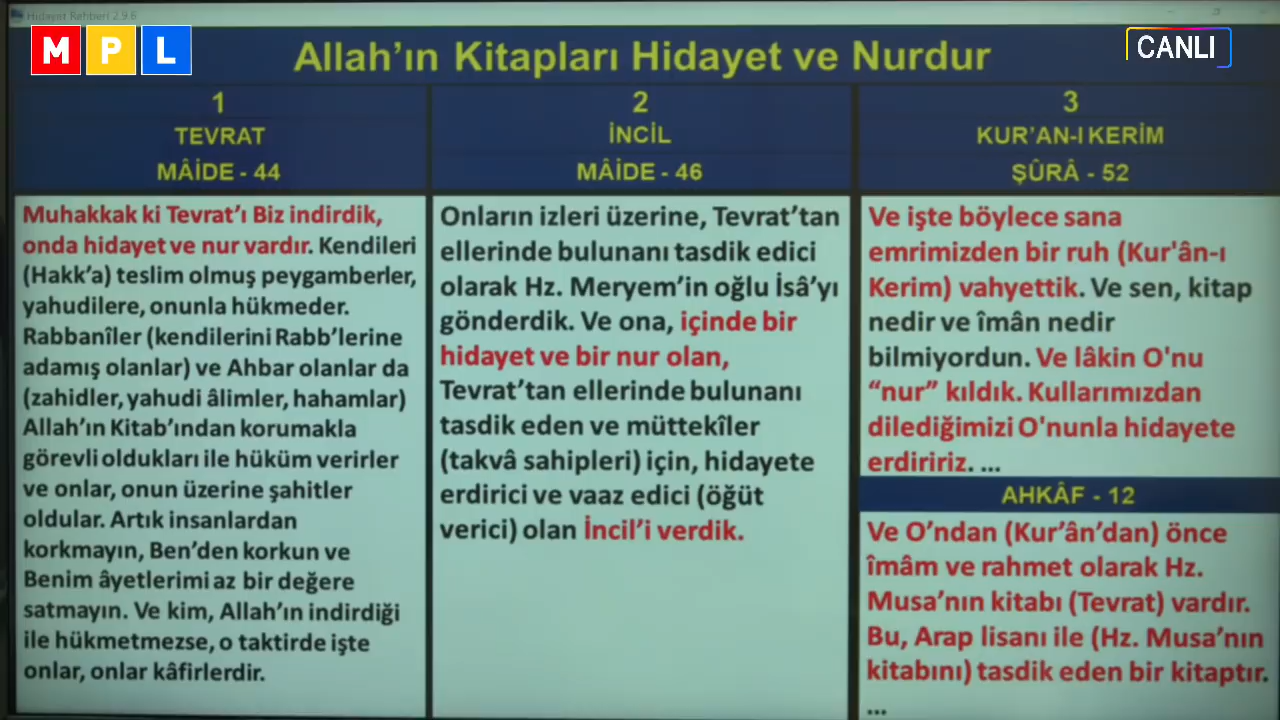 Hidayet Rehberi 2.9.6
M P L
CANLI
Allah’ın Kitapları Hidayet ve Nurdur
1
TEVRAT
MÂİDE - 44
Muhakkak ki Tevrat’ı Biz indirdik,
onda hidayet ve nur vardır. Kendileri
(Hakk’a) teslim olmuş peygamberler,
yahudilere, onunla hükmeder.
Rabbanîler (kendilerini Rabb’lerine
adamış olanlar) ve Ahbar olanlar da
(zahidler, yahudi âlimler, hahamlar)
Allah’ın Kitab’ından korumakla
görevli oldukları ile hüküm verirler
ve onlar, onun üzerine şahitler
oldular. Artık insanlardan
korkmayın, Ben’den korkun ve
Benim âyetlerimi az bir değere
satmayın. Ve kim, Allah’ın indirdiği
ile hükmetmezse, o taktirde işte
onlar, onlar kâfirlerdir.
2
İNCİL
MÂİDE - 46
Onların izleri üzerine, Tevrat’tan
ellerinde bulunanı tasdik edici
olarak Hz. Meryem’in oğlu İsâ’yı
gönderdik. Ve ona, içinde bir
hidayet ve bir nur olan,
Tevrat’tan ellerinde bulunanı
tasdik eden ve müttekîler
(takvâ sahipleri) için, hidayete
erdirici ve vaaz edici (öğüt
verici) olan İncil’i verdik.
3
KUR’AN-I KERİM
ŞÛRÂ - 52
Ve işte böylece sana
emrimizden bir ruh (Kur'ân-ı
Kerim) vahyettik. Ve sen, kitap
nedir ve îmân nedir
bilmiyordun. Ve lâkin O'nu
“nur” kıldık. Kullarımızdan
dilediğimizi O'nunla hidayete
erdiririz. ...
AHKÂF - 12
Ve O’ndan (Kur’ân’dan) önce
îmâm ve rahmet olarak Hz.
Musa’nın kitabı (Tevrat) vardır.
Bu, Arap lisanı ile (Hz. Musa’nın
kitabını) tasdik eden bir kitaptır.
...